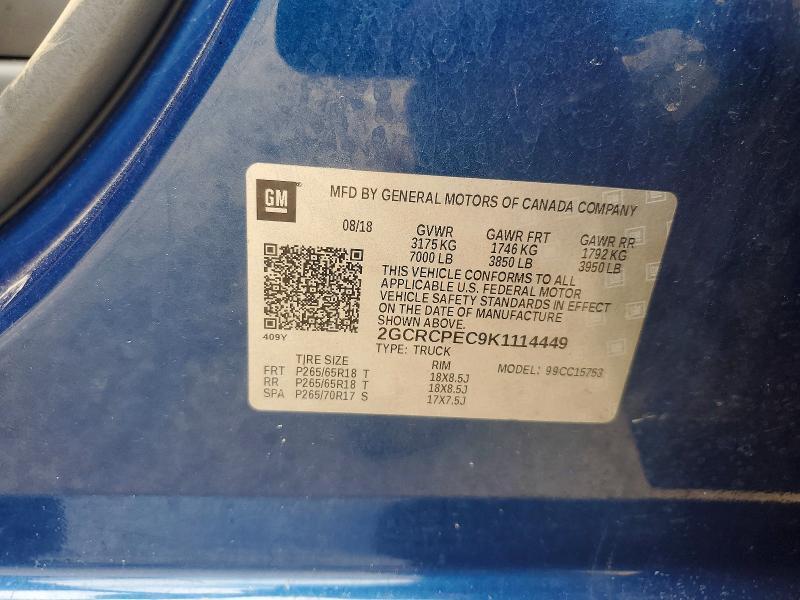 GM
MFD BY GENERAL MOTORS OF CANADA COMPANY
08/18 GVWR GAWR FRT GAWR RR
3175 KG 1746 KG 1792 KG
7000 LB 3850 LB 3950 LB
THIS VEHICLE CONFORMS TO ALL
APPLICABLE U.S. FEDERAL MOTOR
VEHICLE SAFETY STANDARDS IN EFFECT
ON THE DATE OF MANUFACTURE
SHOWN ABOVE.
409Y
2GCRCPEC9K1114449
TYPE: TRUCK
TIRE SIZE RIM MODEL: 99CC15753
FRT P265/65R18 T 18X8.5J
RR P265/65R18 T 18X8.5J
SPA P265/70R17 S 17X7.5J